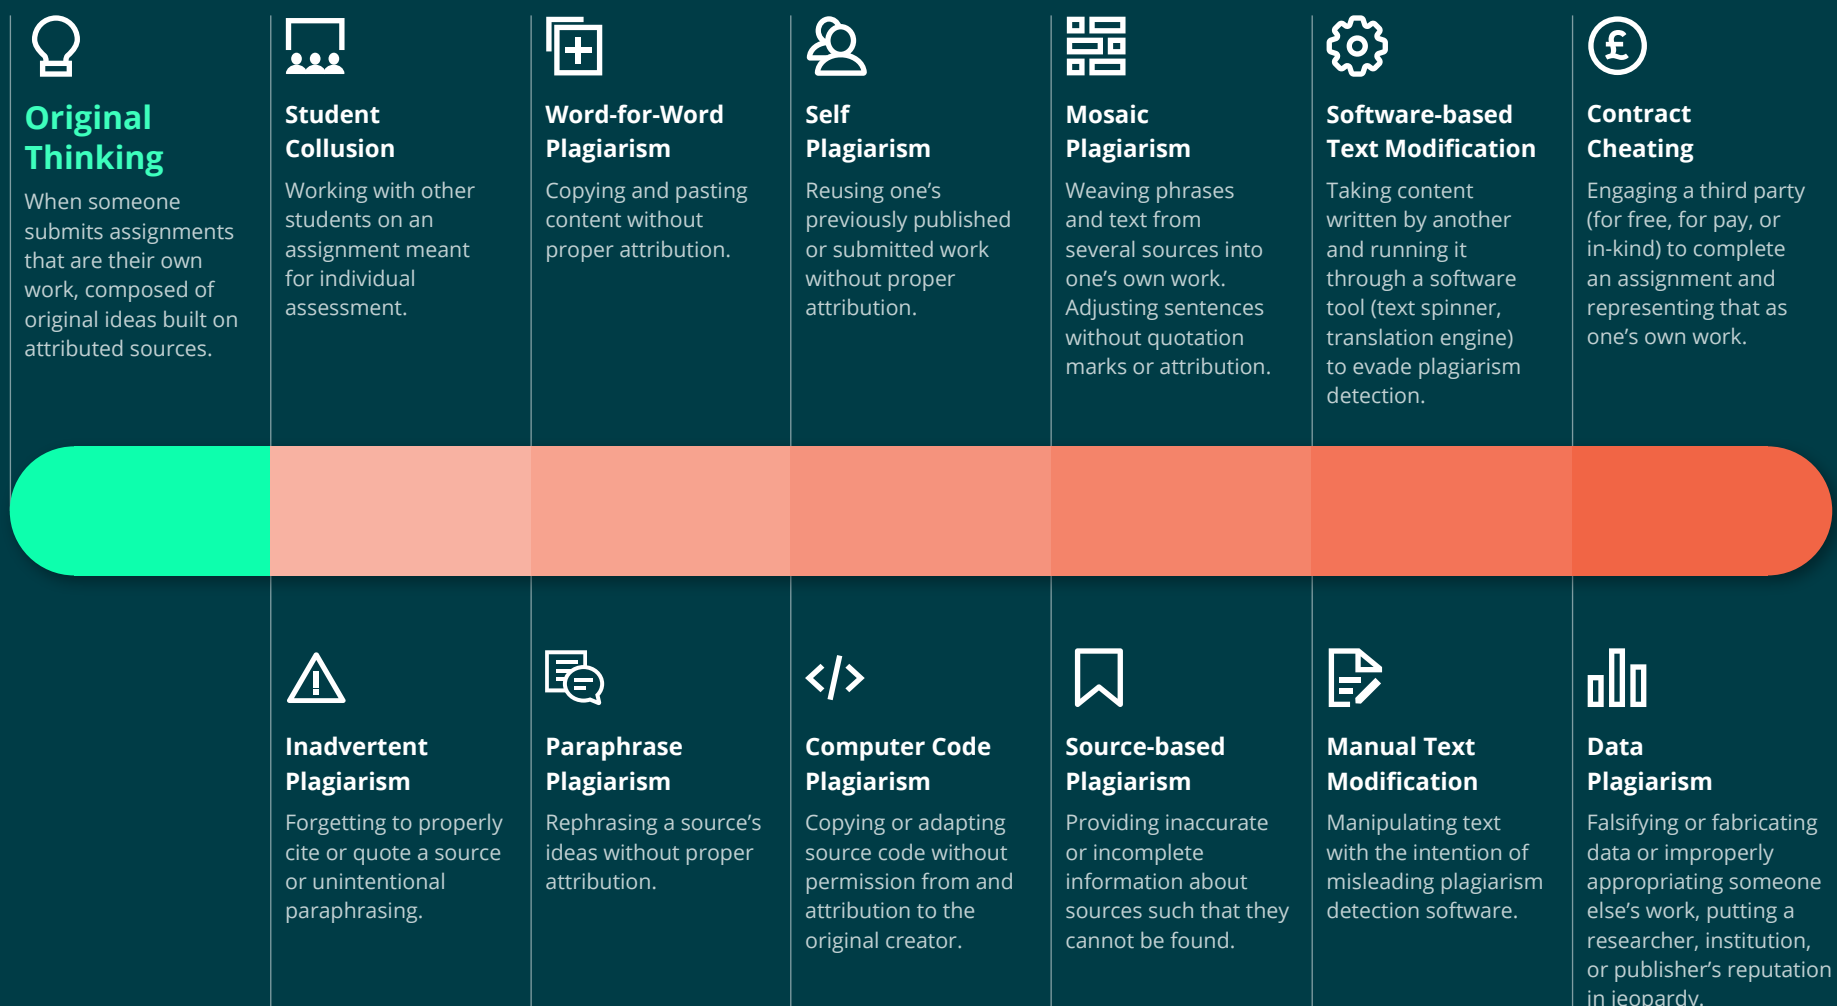 £
Original
Thinking
When someone
submits assignments
that are their own
work, composed of
original ideas built on
attributed sources.
Student
Collusion
Working with other
students on an
assignment meant
for individual
assessment.
Word-for-Word
Plagiarism
Copying and pasting
content without
proper attribution.
Self
Plagiarism
Reusing one’s
previously published
or submitted work
without proper
attribution.
Mosaic
Plagiarism
Weaving phrases
and text from
several sources into
one’s own work.
Adjusting sentences
without quotation
marks or attribution.
Software-based
Text Modification
Taking content
written by another
and running it
through a software
tool (text spinner,
translation engine)
to evade plagiarism
detection.
Contract
Cheating
Engaging a third party
(for free, for pay, or
in-kind) to complete
an assignment and
representing that as
one’s own work.
Inadvertent
Plagiarism
Forgetting to properly
cite or quote a source
or unintentional
paraphrasing.
Paraphrase
Plagiarism
Rephrasing a source’s
ideas without proper
attribution.
</>
Computer Code
Plagiarism
Copying or adapting
source code without
permission from and
attribution to the
original creator.
Source-based
Plagiarism
Providing inaccurate
or incomplete
information about
sources such that they
cannot be found.
Manual Text
Modification
Manipulating text
with the intention of
misleading plagiarism
detection software.
Data
Plagiarism
Falsifying or fabricating
data or improperly
appropriating someone
else’s work, putting a
researcher, institution,
or publisher’s reputation
in jeopardy.